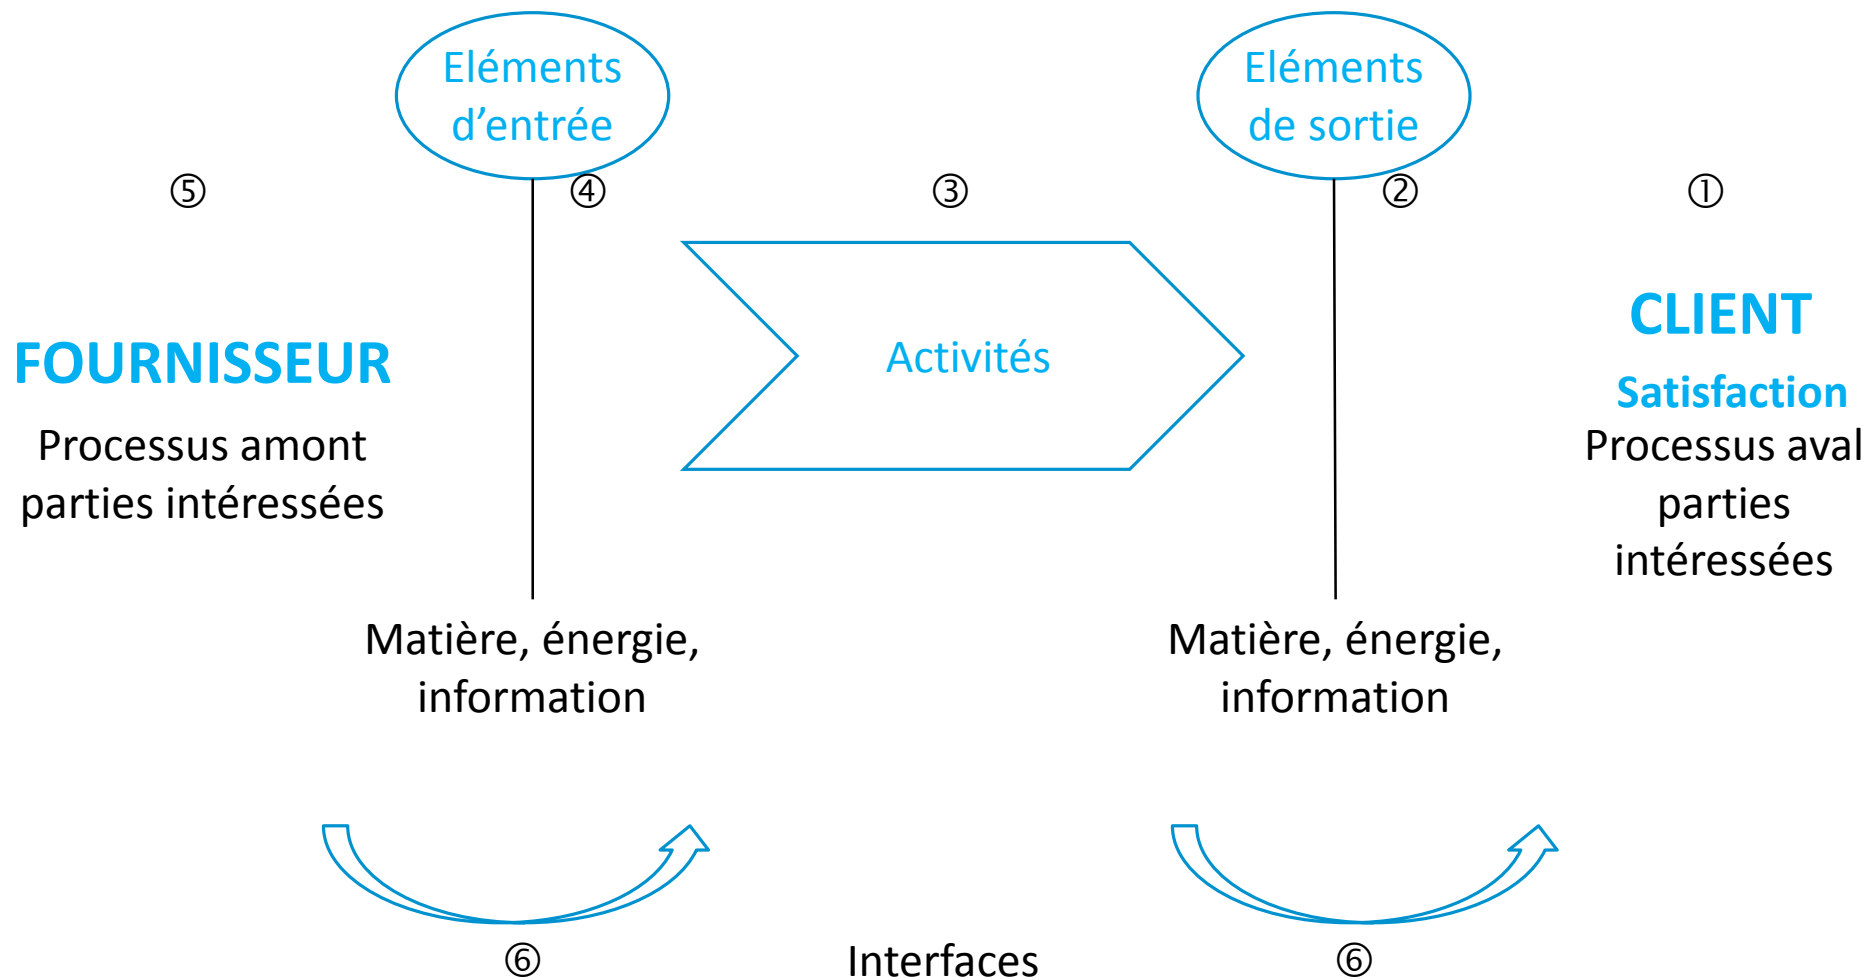 Eléments
d’entrée
Eléments
de sortie
⑤
④
③
②
①
FOURNISSEUR
Processus amont
parties intéressées
Activités
CLIENT
Satisfaction
Processus aval
parties
intéressées
Matière, énergie,
information
Matière, énergie,
information
⑥
Interfaces
⑥